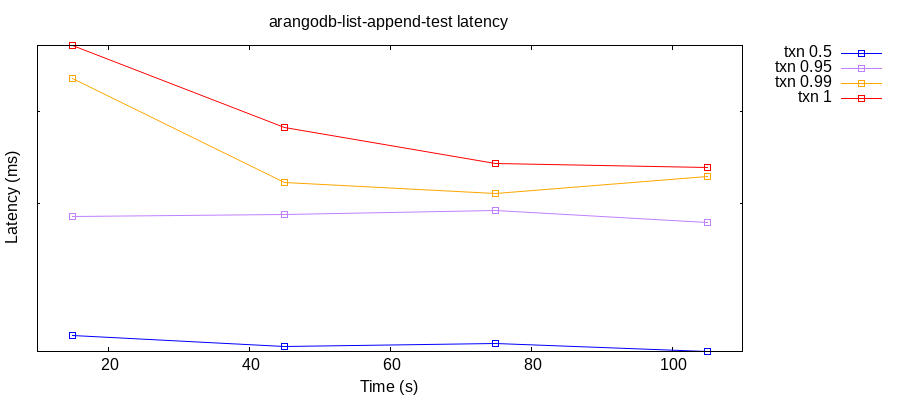 arangodb-list-append-test latency
txn 0.5
txn 0.95
txn 0.99
txn 1
Latency (ms)
20 40 60 80 100
Time (s)